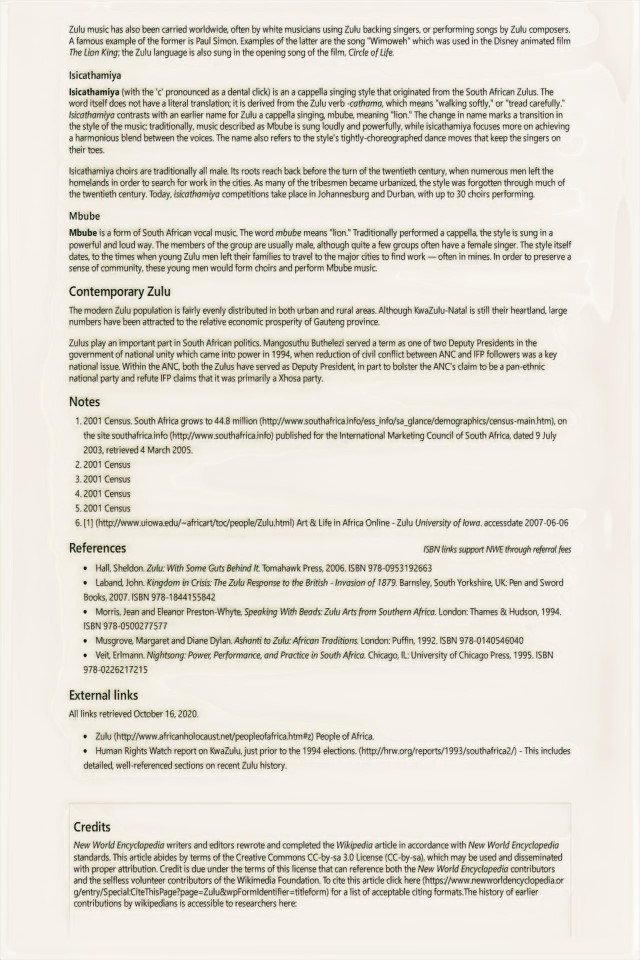 Zulu music has also been carried worldwide, often by white musicians using Zulu backing singers, or performing songs by Zulu composers.
A famous example of the former is Paul Simon. Examples of the latter are the song "Wimoweh" which was used in the Disney animated film
The Lion King; the Zulu language is also sung in the opening song of the film, Circle of Life.
Isicathamiya
Isicathamiya (with the 'c' pronounced as a dental click) is an a cappella singing style that originated from the South African Zulus. The
word itself does not have a literal translation; it is derived from the Zulu verb -cathama, which means "walking softly," or "tread carefully."
Isicathamiya contrasts with an earlier name for Zulu a cappella singing, mbube, meaning "lion." The change in name marks a transition in
the style of the music: traditionally, music described as Mbube is sung loudly and powerfully, while isicathamiya focuses more on achieving
a harmonious blend between the voices. The name also refers to the style's tightly-choreographed dance moves that keep the singers on
their toes.
Isicathamiya choirs are traditionally all male. Its roots reach back before the turn of the twentieth century, when numerous men left the
homelands in order to search for work in the cities. As many of the tribesmen became urbanized, the style was forgotten through much of
the twentieth century. Today, isicathamiya competitions take place in Johannesburg and Durban, with up to 30 choirs performing.
Mbube
Mbube is a form of South African vocal music. The word mbube means "lion." Traditionally performed a cappella, the style is sung in a
powerful and loud way. The members of the group are usually male, although quite a few groups often have a female singer. The style itself
dates, to the times when young Zulu men left their families to travel to the major cities to find work — often in mines. In order to preserve a
sense of community, these young men would form choirs and perform Mbube music.
Contemporary Zulu
The modern Zulu population is fairly evenly distributed in both urban and rural areas. Although KwaZulu-Natal is still their heartland, large
numbers have been attracted to the relative economic prosperity of Gauteng province.
Zulus play an important part in South African politics. Mangosuthu Buthelezi served a term as one of two Deputy Presidents in the
government of national unity which came into power in 1994, when reduction of civil conflict between ANC and IFP followers was a key
national issue. Within the ANC, both the Zulus have served as Deputy President, in part to bolster the ANC's claim to be a pan-ethnic
national party and refute IFP claims that it was primarily a Xhosa party.
Notes
1. 2001 Census. South Africa grows to 44.8 million (http://www.southafrica.info/ess_info/sa_glance/demographics/census-main.htm), on
the site southafrica.info (http://www.southafrica.info) published for the International Marketing Council of South Africa, dated 9 July
2003, retrieved 4 March 2005.
2. 2001 Census
3. 2001 Census
4. 2001 Census
5. 2001 Census
6. [1] (http://www.uiowa.edu/~africart/toc/people/Zulu.html) Art & Life in Africa Online - Zulu University of Iowa. accessdate 2007-06-06
References ISBN links support NWE through referral fees
• Hall, Sheldon. Zulu: With Some Guts Behind It. Tomahawk Press, 2006. ISBN 978-0953192663
• Laband, John. Kingdom in Crisis: The Zulu Response to the British - Invasion of 1879. Barnsley, South Yorkshire, UK: Pen and Sword
Books, 2007. ISBN 978-1844155842
• Morris, Jean and Eleanor Preston-Whyte, Speaking With Beads: Zulu Arts from Southern Africa. London: Thames & Hudson, 1994.
ISBN 978-0500277577
• Musgrove, Margaret and Diane Dylan. Ashanti to Zulu: African Traditions. London: Puffin, 1992. ISBN 978-0140546040
• Veit, Erlmann. Nightsong: Power, Performance, and Practice in South Africa. Chicago, IL: University of Chicago Press, 1995. ISBN
978-0226217215
External links
All links retrieved October 16, 2020.
• Zulu (http://www.africanholocaust.net/peopleofafrica.htm#z) People of Africa.
• Human Rights Watch report on KwaZulu, just prior to the 1994 elections. (http://hrw.org/reports/1993/southafrica2/) - This includes
detailed, well-referenced sections on recent Zulu history.
Credits
New World Encyclopedia writers and editors rewrote and completed the Wikipedia article in accordance with New World Encyclopedia
standards. This article abides by terms of the Creative Commons CC-by-sa 3.0 License (CC-by-sa), which may be used and disseminated
with proper attribution. Credit is due under the terms of this license that can reference both the New World Encyclopedia contributors
and the selfless volunteer contributors of the Wikimedia Foundation. To cite this article click here (https://www.newworldencyclopedia.or
g/entry/Special:CiteThisPage?page=Zulu&wpFormIdentifier=titleform) for a list of acceptable citing formats.The history of earlier
contributions by wikipedians is accessible to researchers here: